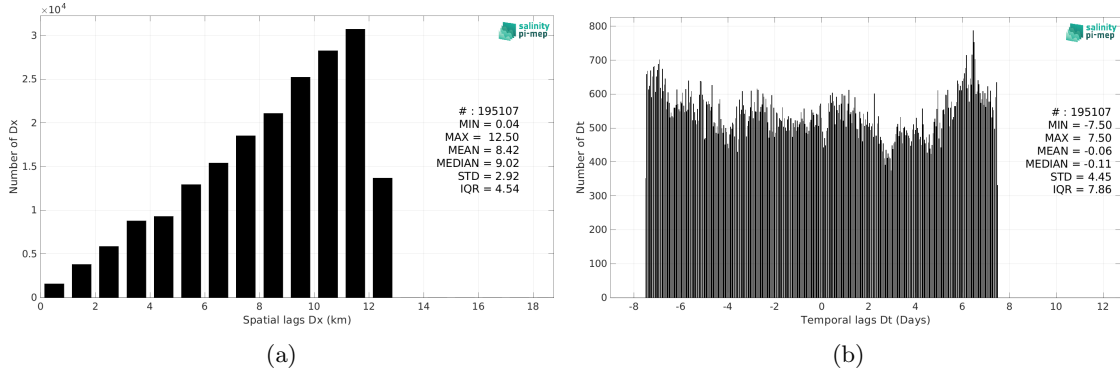 ×10⁴
3
2.5
2
1.5
1
0.5
0
Number of Dx
0 2 4 6 8 10 12 14 16 18
Spatial lags Dx (km)
salinity
pi-mep
# : 195107
MIN = 0.04
MAX = 12.50
MEAN = 8.42
MEDIAN = 9.02
STD = 2.92
IQR = 4.54
(a)
800
700
600
500
400
300
200
100
0
Number of Dt
-8 -6 -4 -2 0 2 4 6 8 10 12
Temporal lags Dt (Days)
salinity
pi-mep
# : 195107
MIN = -7.50
MAX = 7.50
MEAN = -0.06
MEDIAN = -0.11
STD = 4.45
IQR = 7.86
(b)